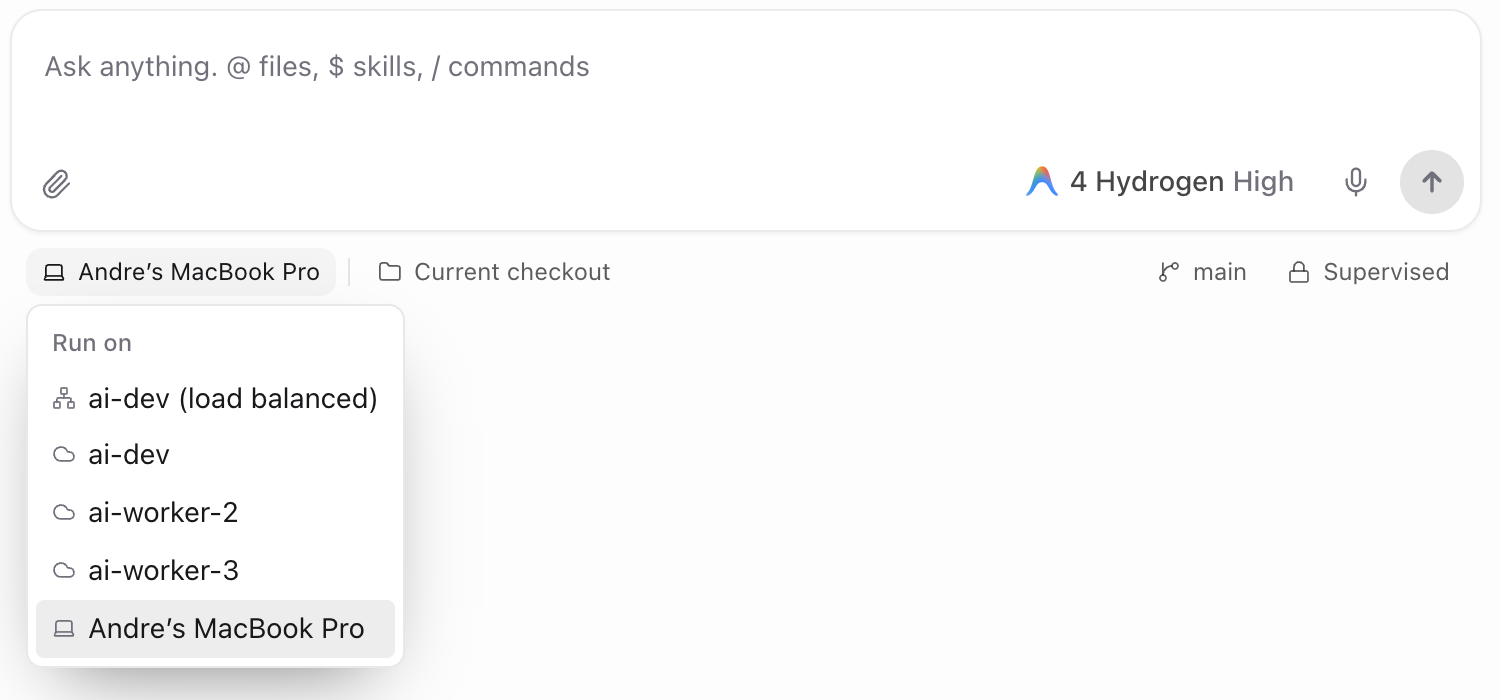 Ask anything. @ files, $ skills, / commands
4 Hydrogen High
Andre’s MacBook Pro
Current checkout
main
Supervised
Run on
ai-dev (load balanced)
ai-dev
ai-worker-2
ai-worker-3
Andre’s MacBook Pro